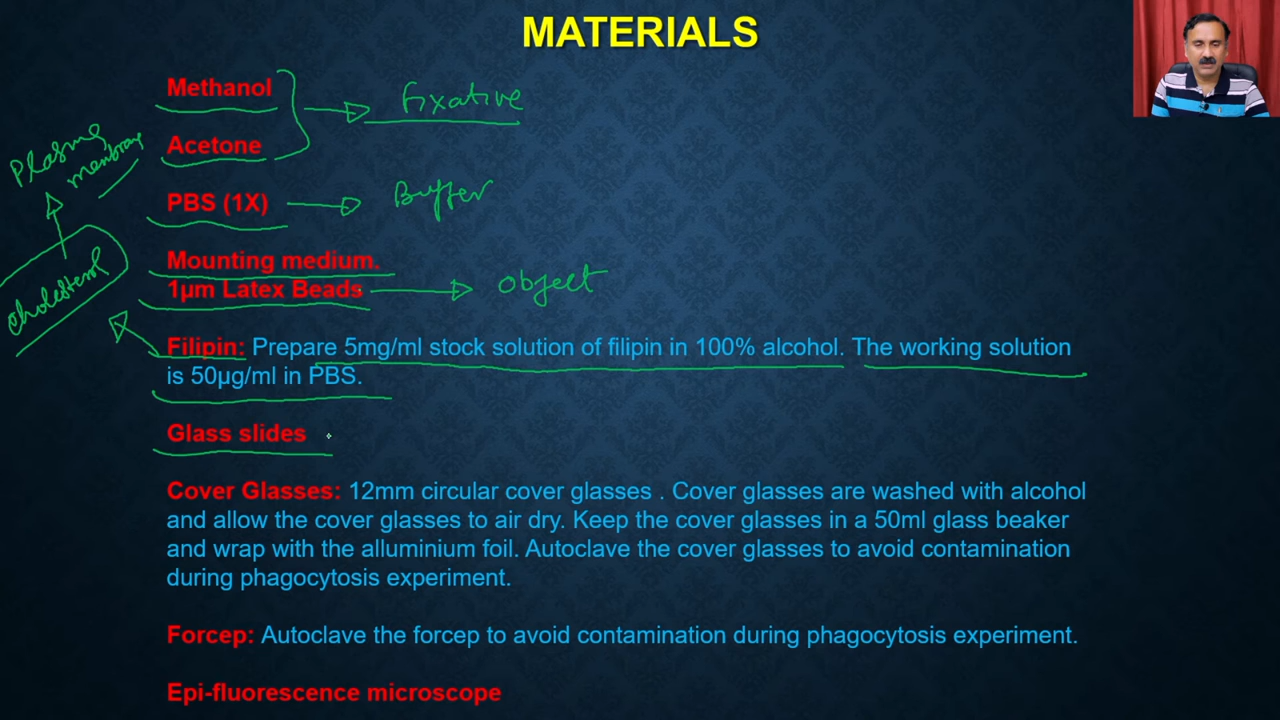 MATERIALS
Methanol
fixative
Acetone
Plasma
membrane
PBS (1X)
Buffer
Mounting medium.
1µm Latex Beads
object
cholesterol
Filipin: Prepare 5mg/ml stock solution of filipin in 100% alcohol. The working solution
is 50µg/ml in PBS.
Glass slides
Cover Glasses: 12mm circular cover glasses . Cover glasses are washed with alcohol
and allow the cover glasses to air dry. Keep the cover glasses in a 50ml glass beaker
and wrap with the alluminium foil. Autoclave the cover glasses to avoid contamination
during phagocytosis experiment.
Forcep: Autoclave the forcep to avoid contamination during phagocytosis experiment.
Epi-fluorescence microscope